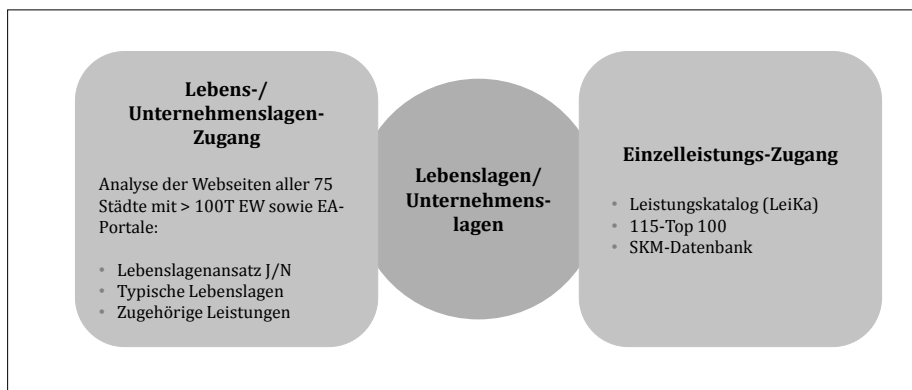 Lebens-/
Unternehmenslagen-
Zugang
Analyse der Webseiten aller 75
Städte mit > 100T EW sowie EA-
Portale:
• Lebenslagenansatz J/N
• Typische Lebenslagen
• Zugehörige Leistungen
Lebenslagen/
Unternehmens-
lagen
Einzelleistungs-Zugang
• Leistungskatalog (LeiKa)
• 115-Top 100
• SKM-Datenbank